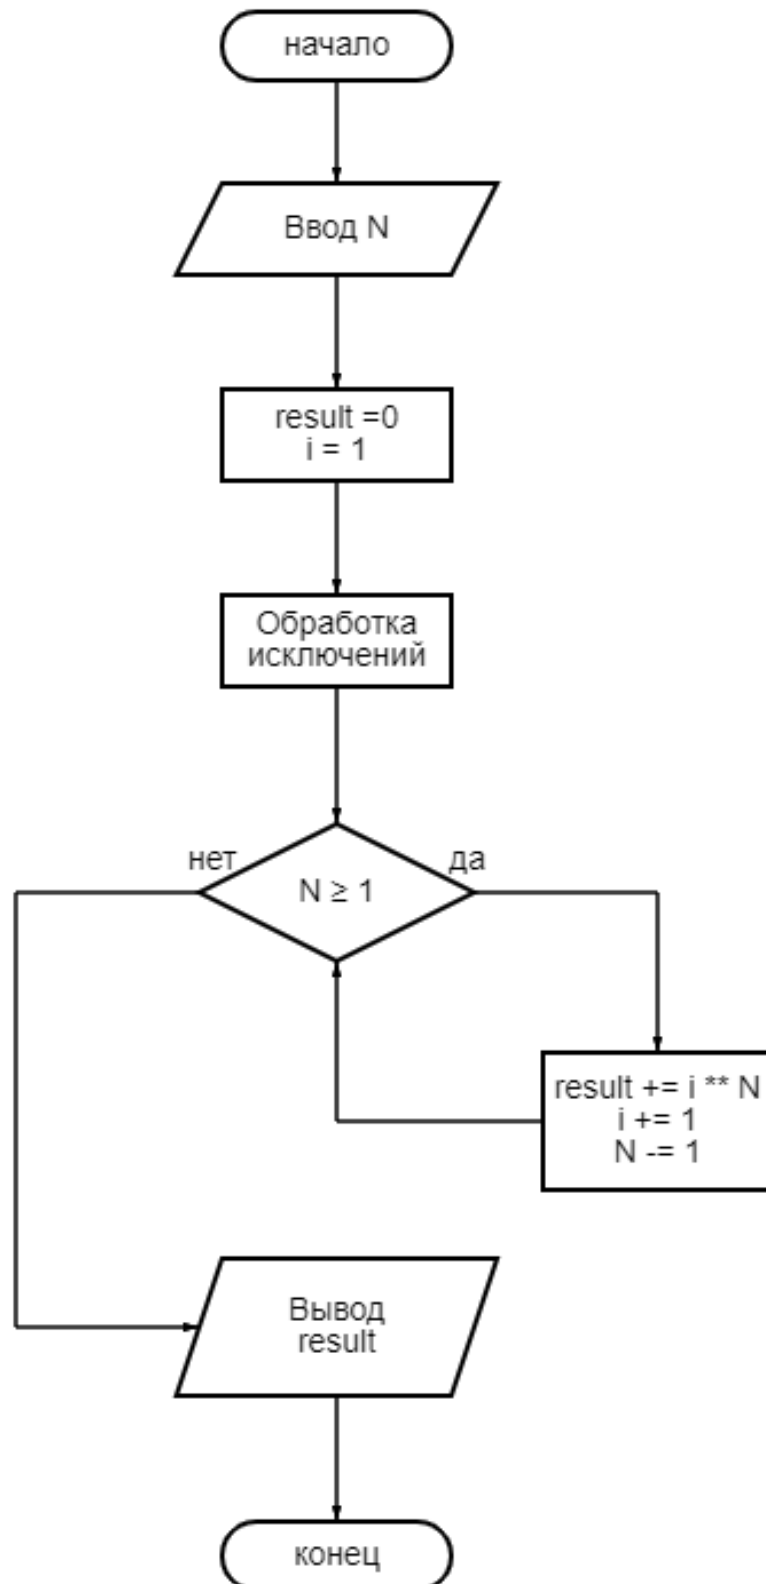 начало
Ввод N
result =0
i = 1
Обработка
исключений
нет
да
N ≥ 1
result += i ** N
i += 1
N -= 1
Вывод
result
конец